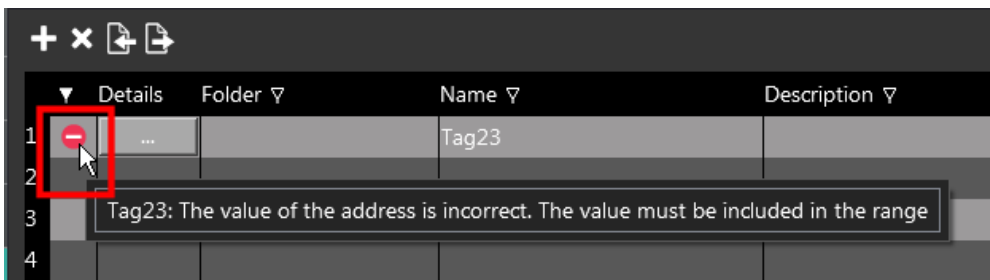 Details Folder Name Description
1 ... Tag23
2
Tag23: The value of the address is incorrect. The value must be included in the range
3
4